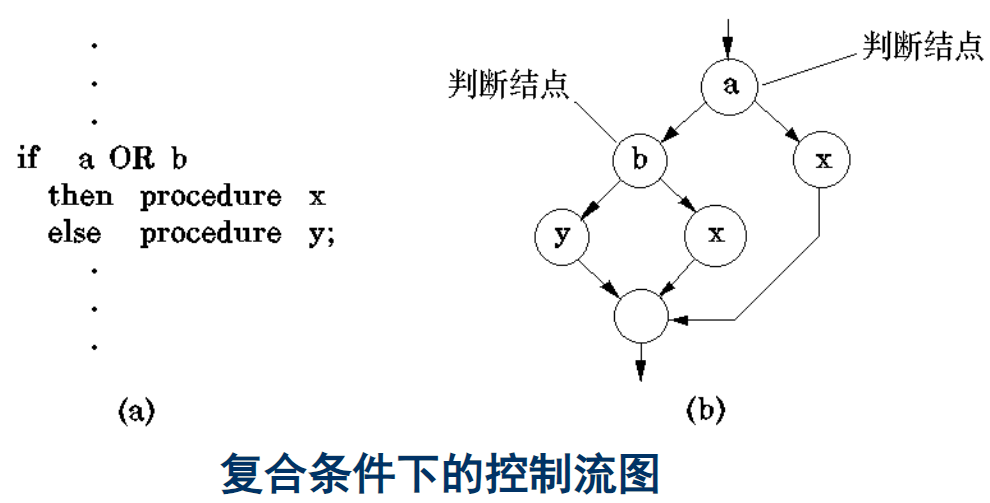 if a OR b
then procedure x
else procedure y;
(a)
判断结点
判断结点
a
b
x
y
x
(b)
复合条件下的控制流图